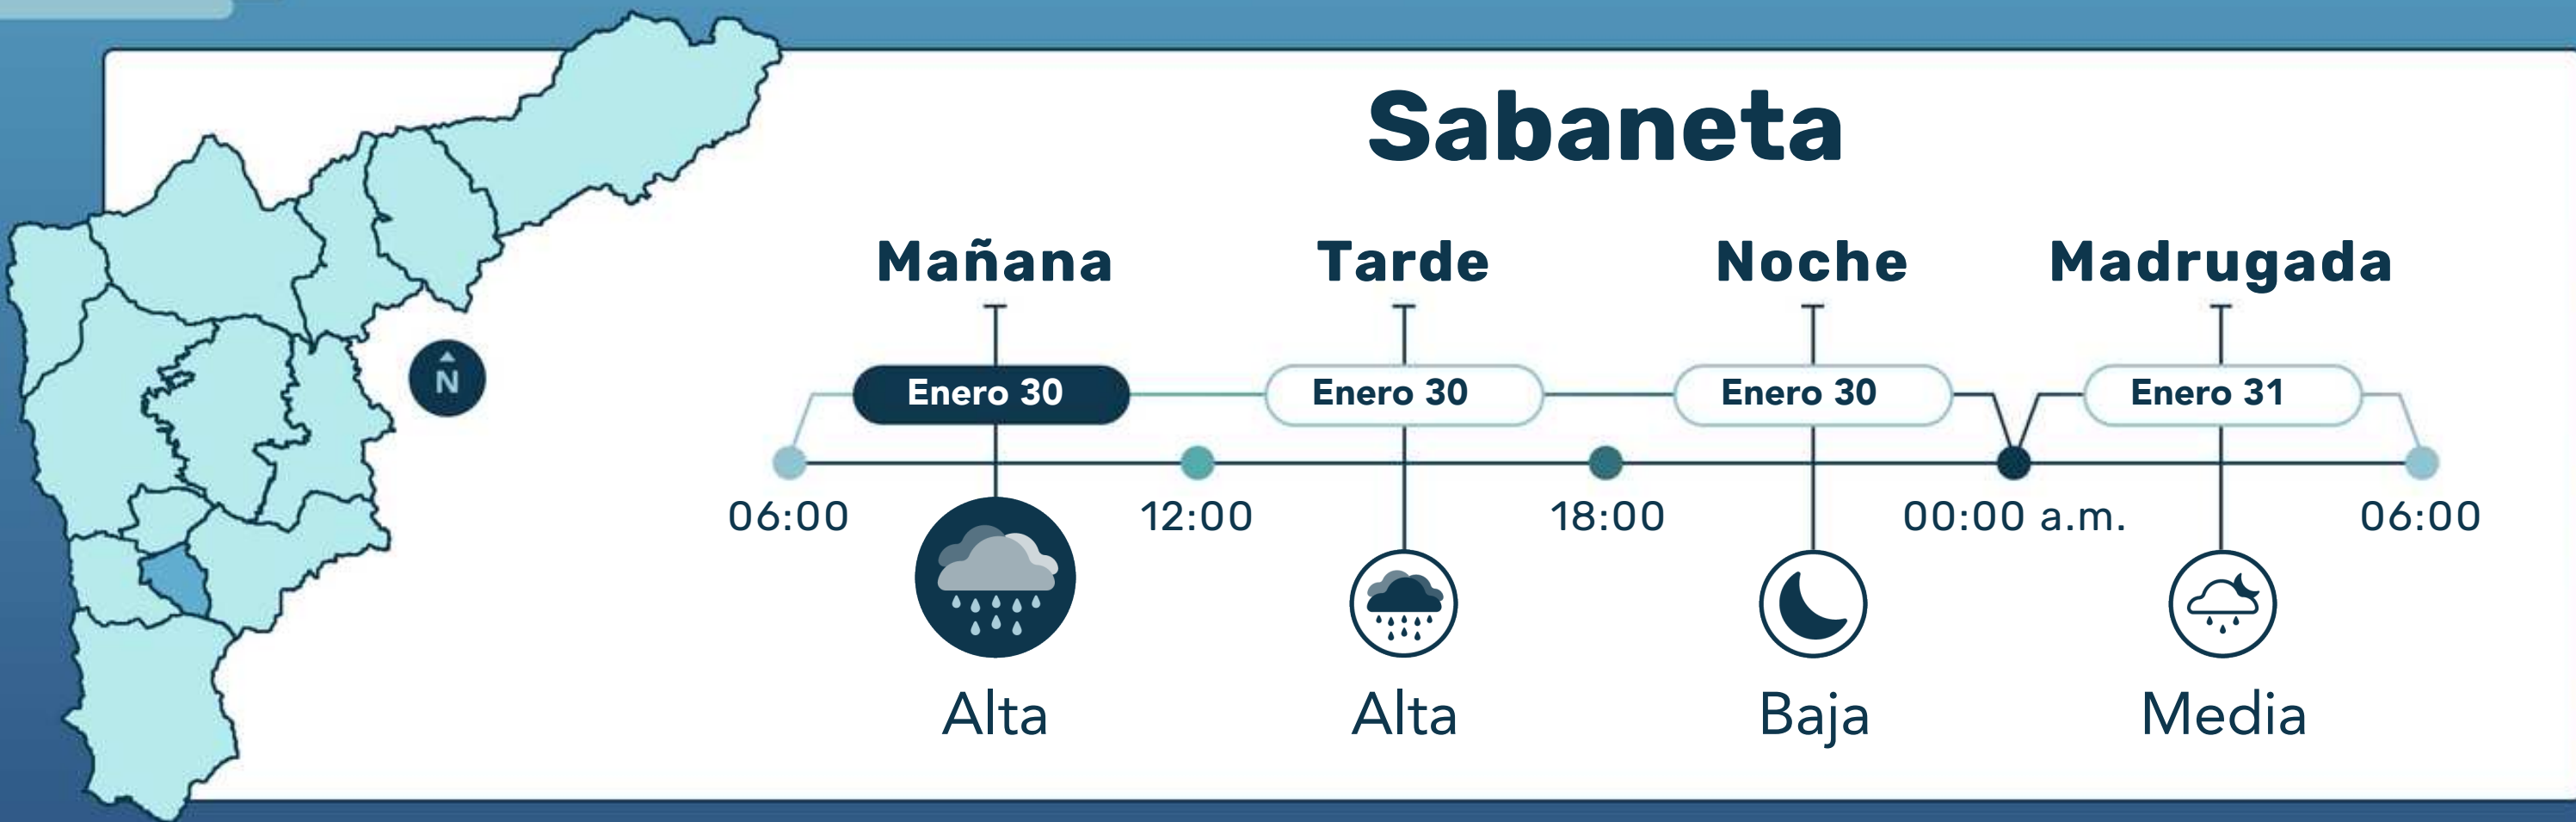 Sabaneta
Mañana Tarde Noche Madrugada
Enero 30 Enero 30 Enero 30 Enero 31
N
06:00 12:00 18:00 00:00 a.m. 06:00
Alta Alta Baja Media